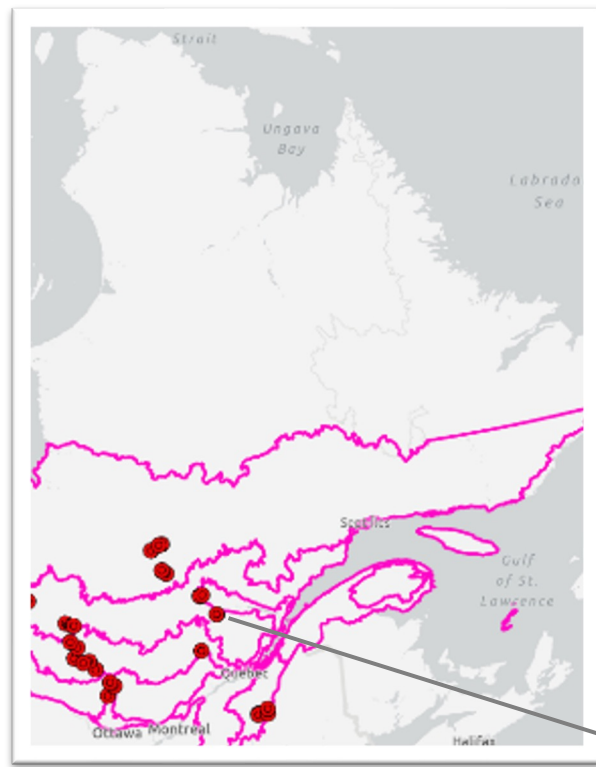 Strait
Ungava
Bay
Labrado
Sea
Gulf
of St.
Lawrence
Quebec
Ottawa Montreal
Halifax